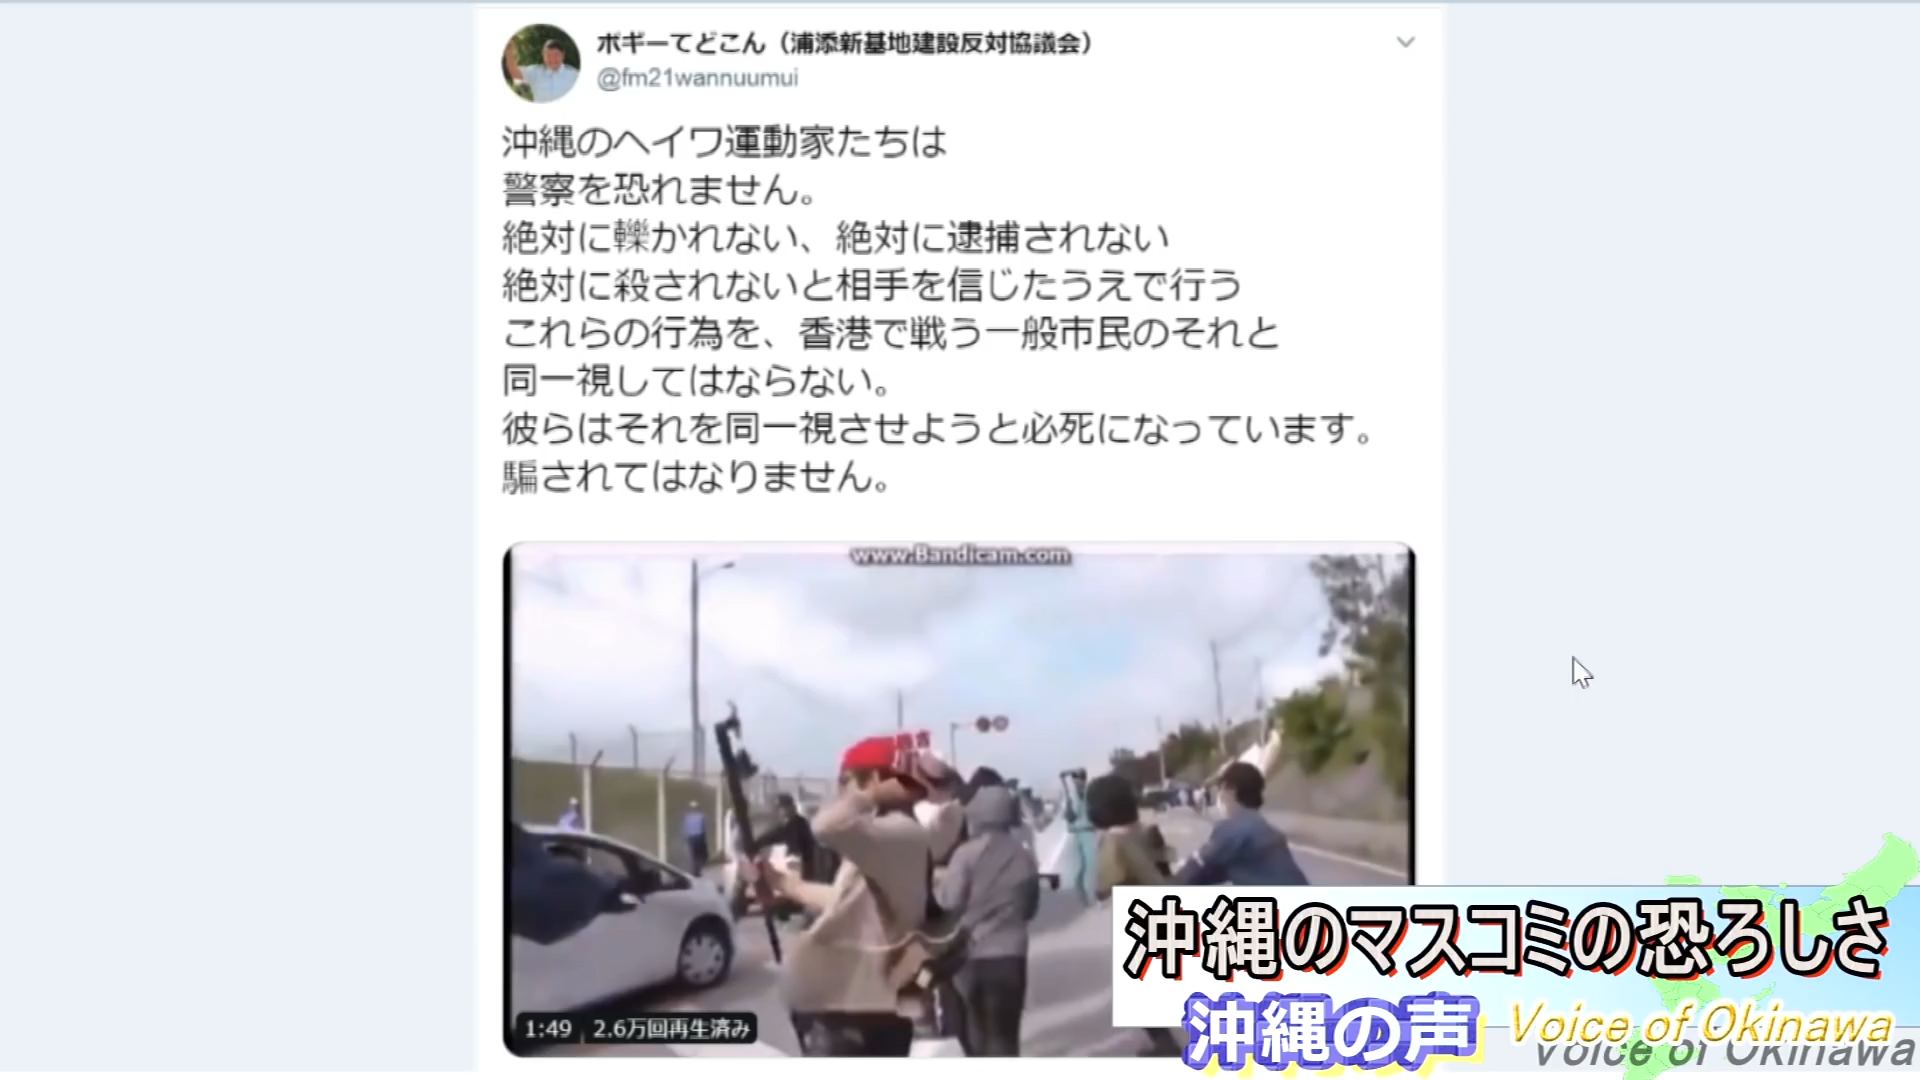 ボギーてどこん（浦添新基地建設反対協議会）
@fm21wannuumui
沖縄のヘイワ運動家たちは
警察を恐れません。
絶対に轢かれない、絶対に逮捕されない
絶対に殺されないと相手を信じたうえで行う
これらの行為を、香港で戦う一般市民のそれと
同一視してはならない。
彼らはそれを同一視させようと必死になっています。
騙されてはなりません。
www.Bandicam.com
1:49 2.6万回再生済み
沖縄のマスコミの恐ろしさ
沖縄の声 Voice of Okinawa
Voice of Okinawa